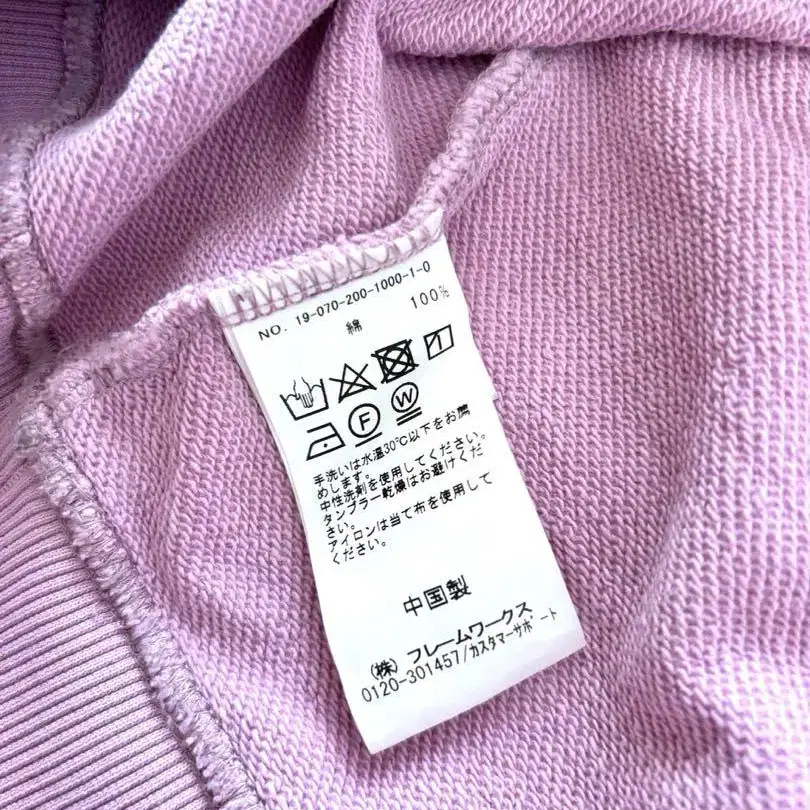 NO. 19-070-200-1000-1-0
綿 100%
F W
手洗いは水温30℃以下をお薦
めします。
中性洗剤を使用してください。
タンブラー乾燥はお避けくだ
さい。
アイロンは当て布を使用して
ください。
中国製
(株) フレームワークス
0120-301457/カスタマーサポート